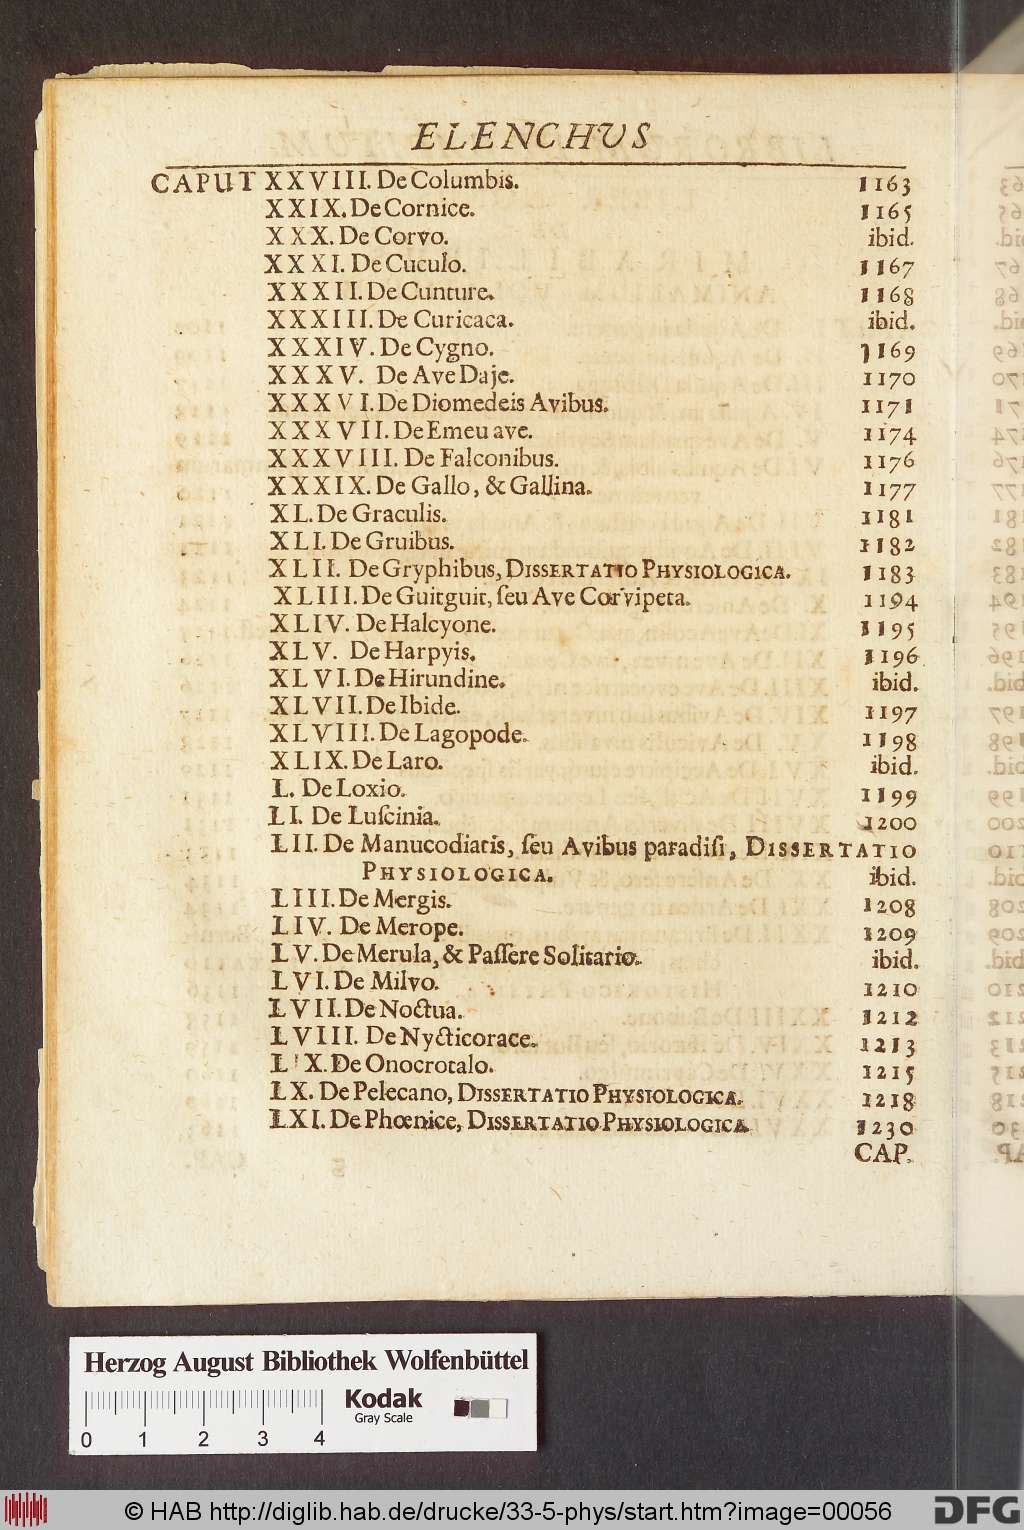 ELENCHVS
CAPUT XXVIII. De Columbis. 1163
XXIX. De Cornice. 1165
XXX. De Corvo. ibid.
XXXI. De Cuculo. 1167
XXXII. De Cunture. 1168
XXXIII. De Curicaca. ibid.
XXXIV. De Cygno. 1169
XXXV. De Ave Daje. 1170
XXXVI. De Diomedeis Avibus. 1171
XXXVII. De Emeu ave. 1174
XXXVIII. De Falconibus. 1176
XXXIX. De Gallo, & Gallina. 1177
XL. De Graculis. 1181
XLI. De Gruibus. 1182
XLII. De Gryphibus, DISSERTATIO PHYSIOLOGICA. 1183
XLIII. De Guitguit, ſeu Ave Corvipeta. 1194
XLIV. De Halcyone. 1195
XLV. De Harpyis. 1196
XLVI. De Hirundine. ibid.
XLVII. De Ibide. 1197
XLVIII. De Lagopode. 1198
XLIX. De Laro. ibid.
L. De Loxio. 1199
LI. De Luſcinia. 1200
LII. De Manucodiatis, ſeu Avibus paradiſi, DISSERTATIO
PHYSIOLOGICA. ibid.
LIII. De Mergis. 1208
LIV. De Merope. 1209
LV. De Merula, & Paſſere Solitario. ibid.
LVI. De Milvo. 1210
LVII. De Noctua. 1212
LVIII. De Nycticorace. 1213
LIX. De Onocrotalo. 1215
LX. De Pelecano, DISSERTATIO PHYSIOLOGICA. 1218
LXI. De Phœnice, DISSERTATIO PHYSIOLOGICA 1230
CAP.
Herzog August Bibliothek Wolfenbüttel
Kodak
Gray Scale
0 1 2 3 4
© HAB http://diglib.hab.de/drucke/33-5-phys/start.htm?image=00056
DFG